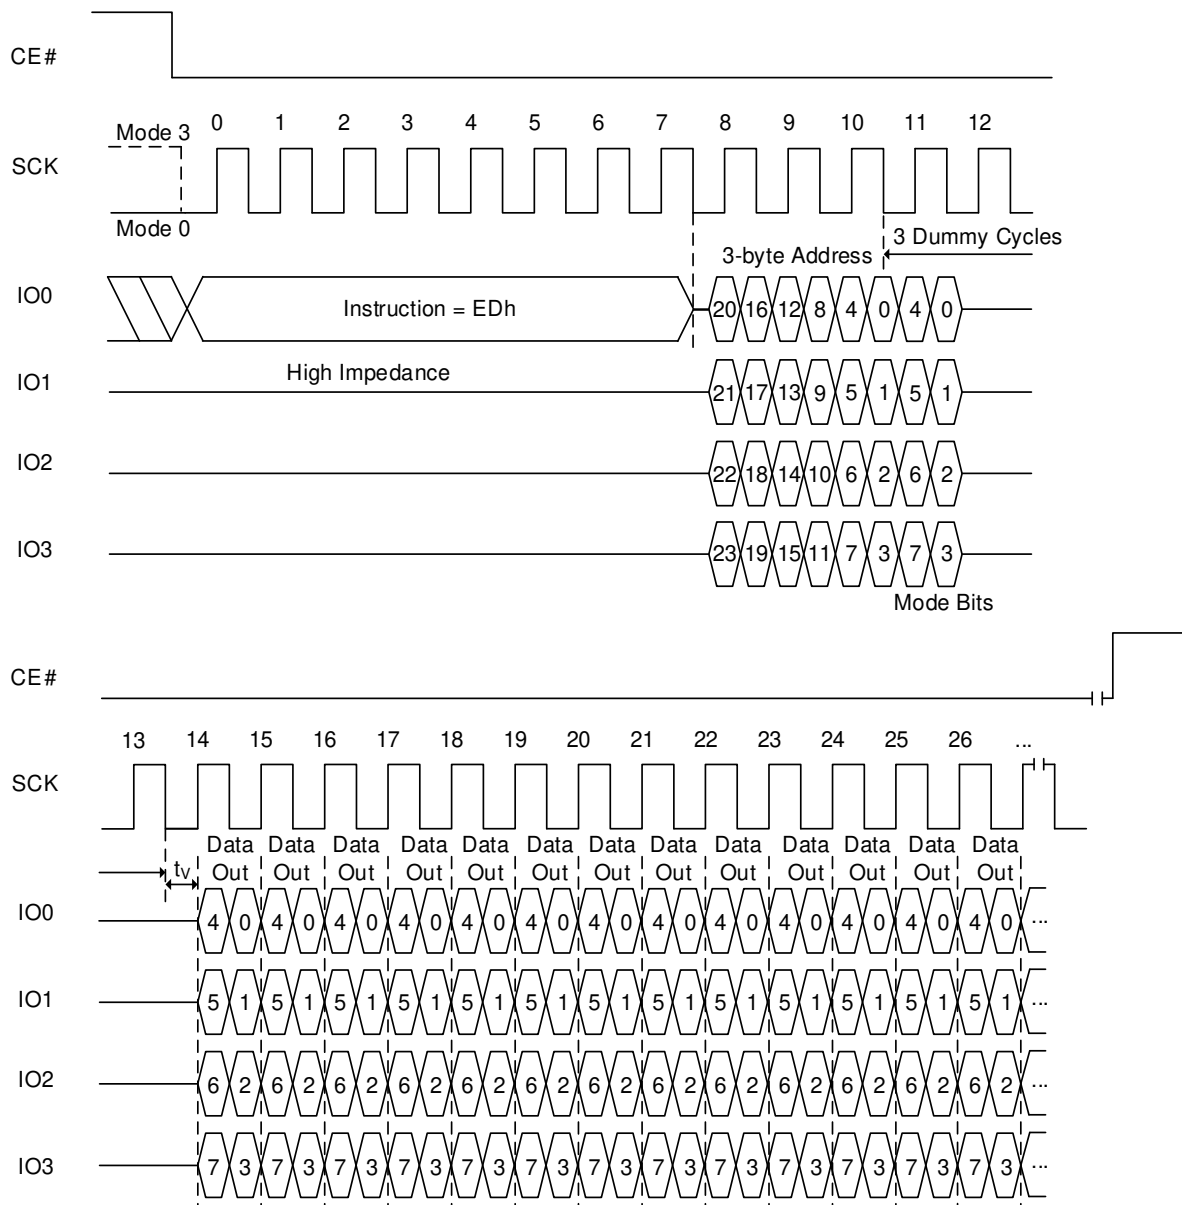 CE#
Mode 3 0 1 2 3 4 5 6 7 8 9 10 11 12
SCK
Mode 0
3-byte Address 3 Dummy Cycles
IO0 Instruction = EDh 20 16 12 8 4 0 4 0
High Impedance
IO1 21 17 13 9 5 1 5 1
IO2 22 18 14 10 6 2 6 2
IO3 23 19 15 11 7 3 7 3
Mode Bits
CE#
13 14 15 16 17 18 19 20 21 22 23 24 25 26 ...
SCK
Data Data Data Data Data Data Data Data Data Data Data Data Data
tV Out Out Out Out Out Out Out Out Out Out Out Out Out
IO0 4 0 4 0 4 0 4 0 4 0 4 0 4 0 4 0 4 0 4 0 4 0 4 0 4 0 ...
IO1 5 1 5 1 5 1 5 1 5 1 5 1 5 1 5 1 5 1 5 1 5 1 5 1 5 1 ...
IO2 6 2 6 2 6 2 6 2 6 2 6 2 6 2 6 2 6 2 6 2 6 2 6 2 6 2 ...
IO3 7 3 7 3 7 3 7 3 7 3 7 3 7 3 7 3 7 3 7 3 7 3 7 3 7 3 ...